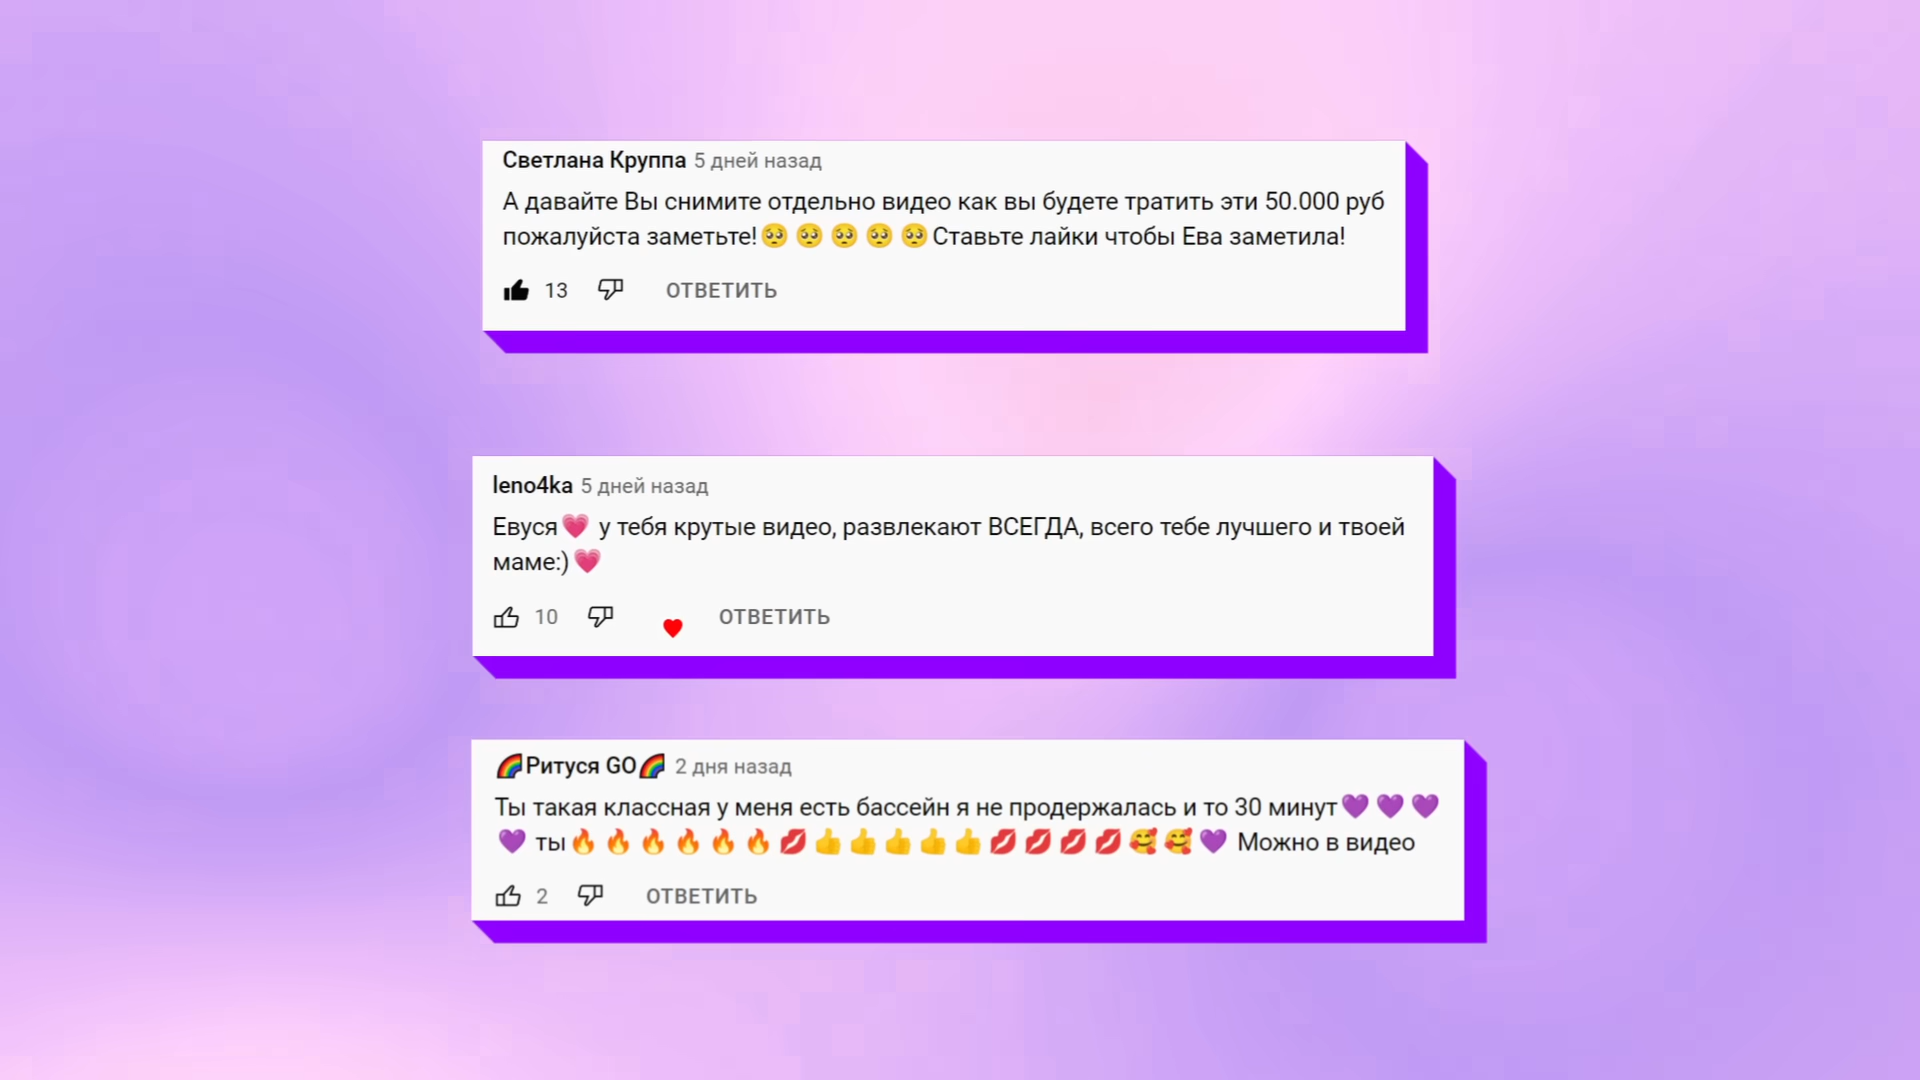 Светлана Круппа 5 дней назад
А давайте Вы снимите отдельно видео как вы будете тратить эти 50.000 руб
пожалуйста заметьте!🥺🥺🥺🥺🥺Ставьте лайки чтобы Ева заметила!
13 ОТВЕТИТЬ
leno4ka 5 дней назад
Евуся💗 у тебя крутые видео, развлекают ВСЕГДА, всего тебе лучшего и твоей
маме:)💗
10 ОТВЕТИТЬ
🌈Ритуся GO🌈 2 дня назад
Ты такая классная у меня есть бассейн я не продержалась и то 30 минут💜💜💜
💜 ты🔥🔥🔥🔥🔥🔥💋👍👍👍👍👍💋💋💋💋🥰🥰💜 Можно в видео
2 ОТВЕТИТЬ